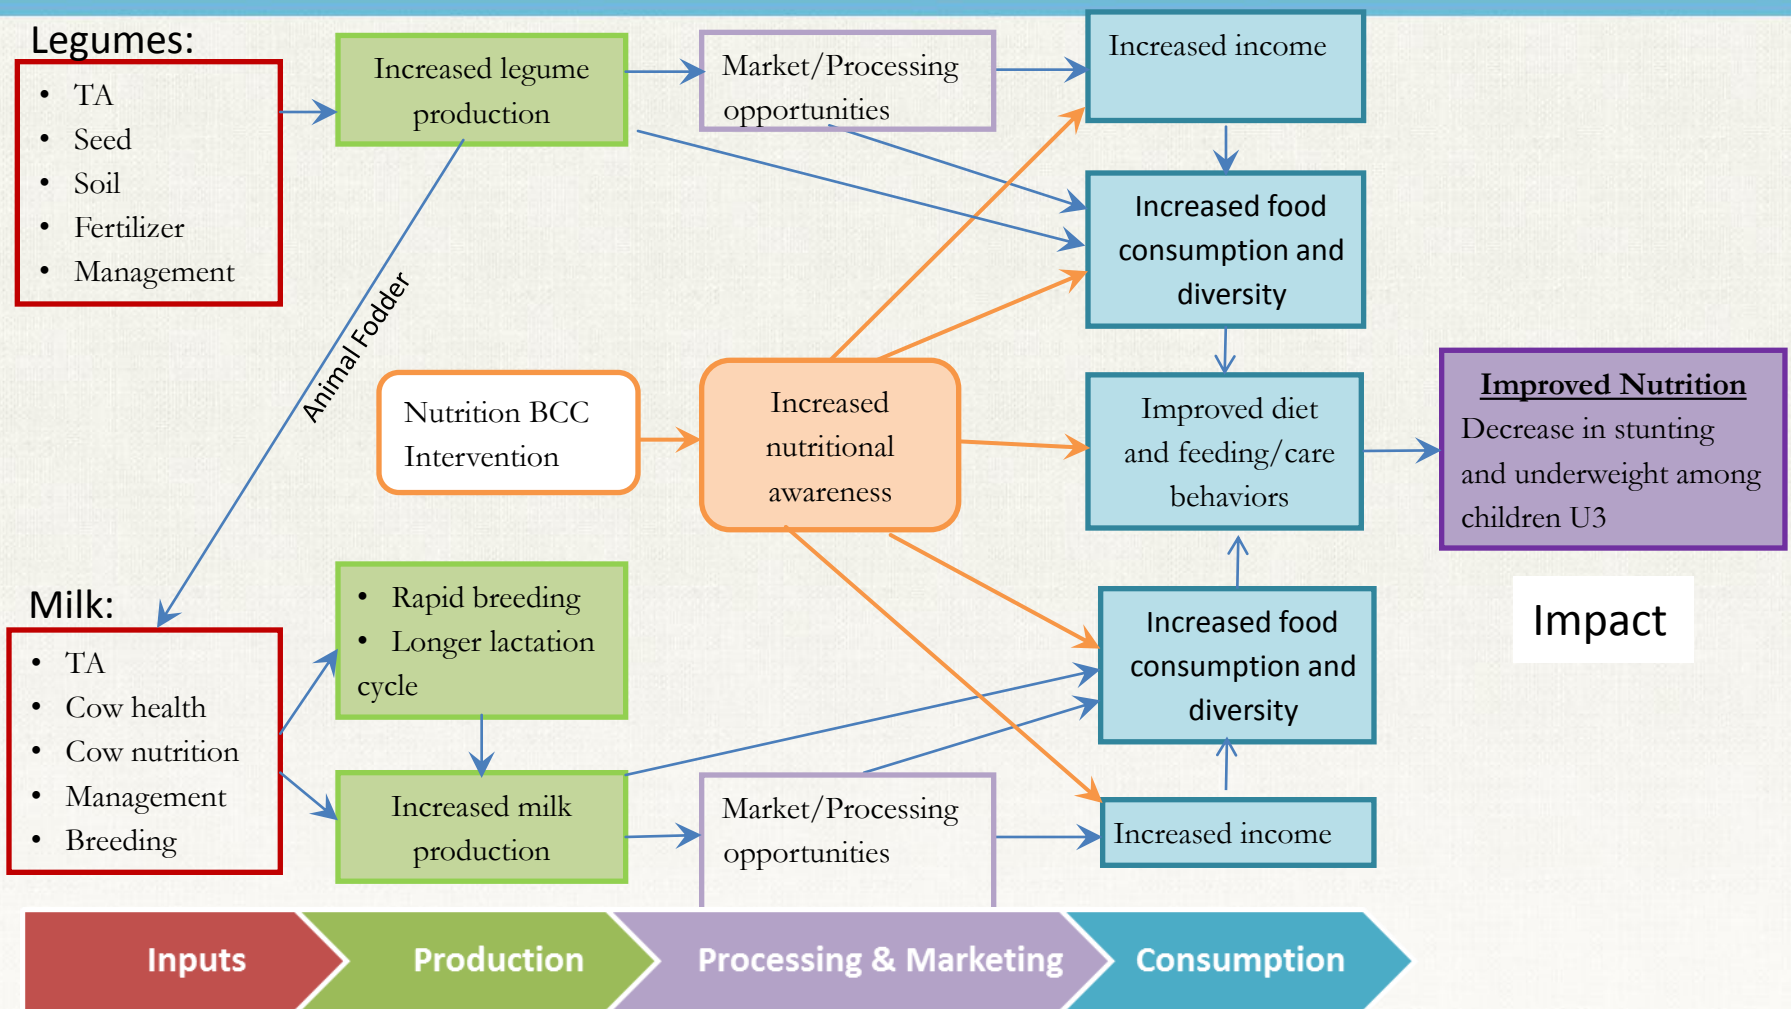 Legumes:
• TA
• Seed
• Soil
• Fertilizer
• Management
Increased legume
production
Market/Processing
opportunities
Increased income
Increased food
consumption and
diversity
Animal Fodder
Nutrition BCC
Intervention
Increased
nutritional
awareness
Improved diet
and feeding/care
behaviors
Improved Nutrition
Decrease in stunting
and underweight among
children U3
Impact
Milk:
• TA
• Cow health
• Cow nutrition
• Management
• Breeding
• Rapid breeding
• Longer lactation
cycle
Increased milk
production
Market/Processing
opportunities
Increased food
consumption and
diversity
Increased income
Inputs
Production
Processing & Marketing
Consumption